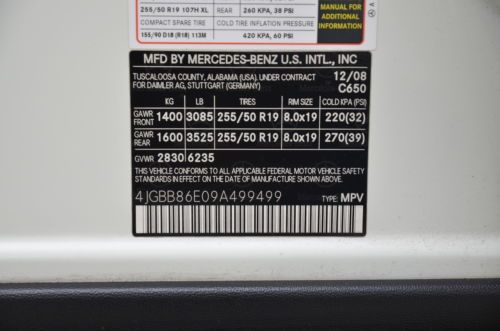 255/50 R19 107H XL REAR 260 KPA, 38 PSI
COMPACT SPARE TIRE COLD TIRE INFLATION PRESSURE
155/90 D18 (R18) 113M 420 KPA, 60 PSI
MANUAL FOR
ADDITIONAL
INFORMATION
MFD BY MERCEDES-BENZ U.S. INTL., INC
TUSCALOOSA COUNTY, ALABAMA (USA), UNDER CONTRACT 12/08
FOR DAIMLER AG, STUTTGART (GERMANY) C650
KG LB TIRES RIM SIZE COLD KPA (PSI)
GAWR FRONT 1400 3085 255/50 R19 8.0x19 220(32)
GAWR REAR 1600 3525 255/50 R19 8.0x19 270(39)
GVWR 2830 6235
THIS VEHICLE CONFORMS TO ALL APPLICABLE FEDERAL MOTOR VEHICLE SAFETY
STANDARDS IN EFFECT ON THE DATE OF MANUFACTURE SHOWN ABOVE.
4JGBB86E09A499499 TYPE: MPV